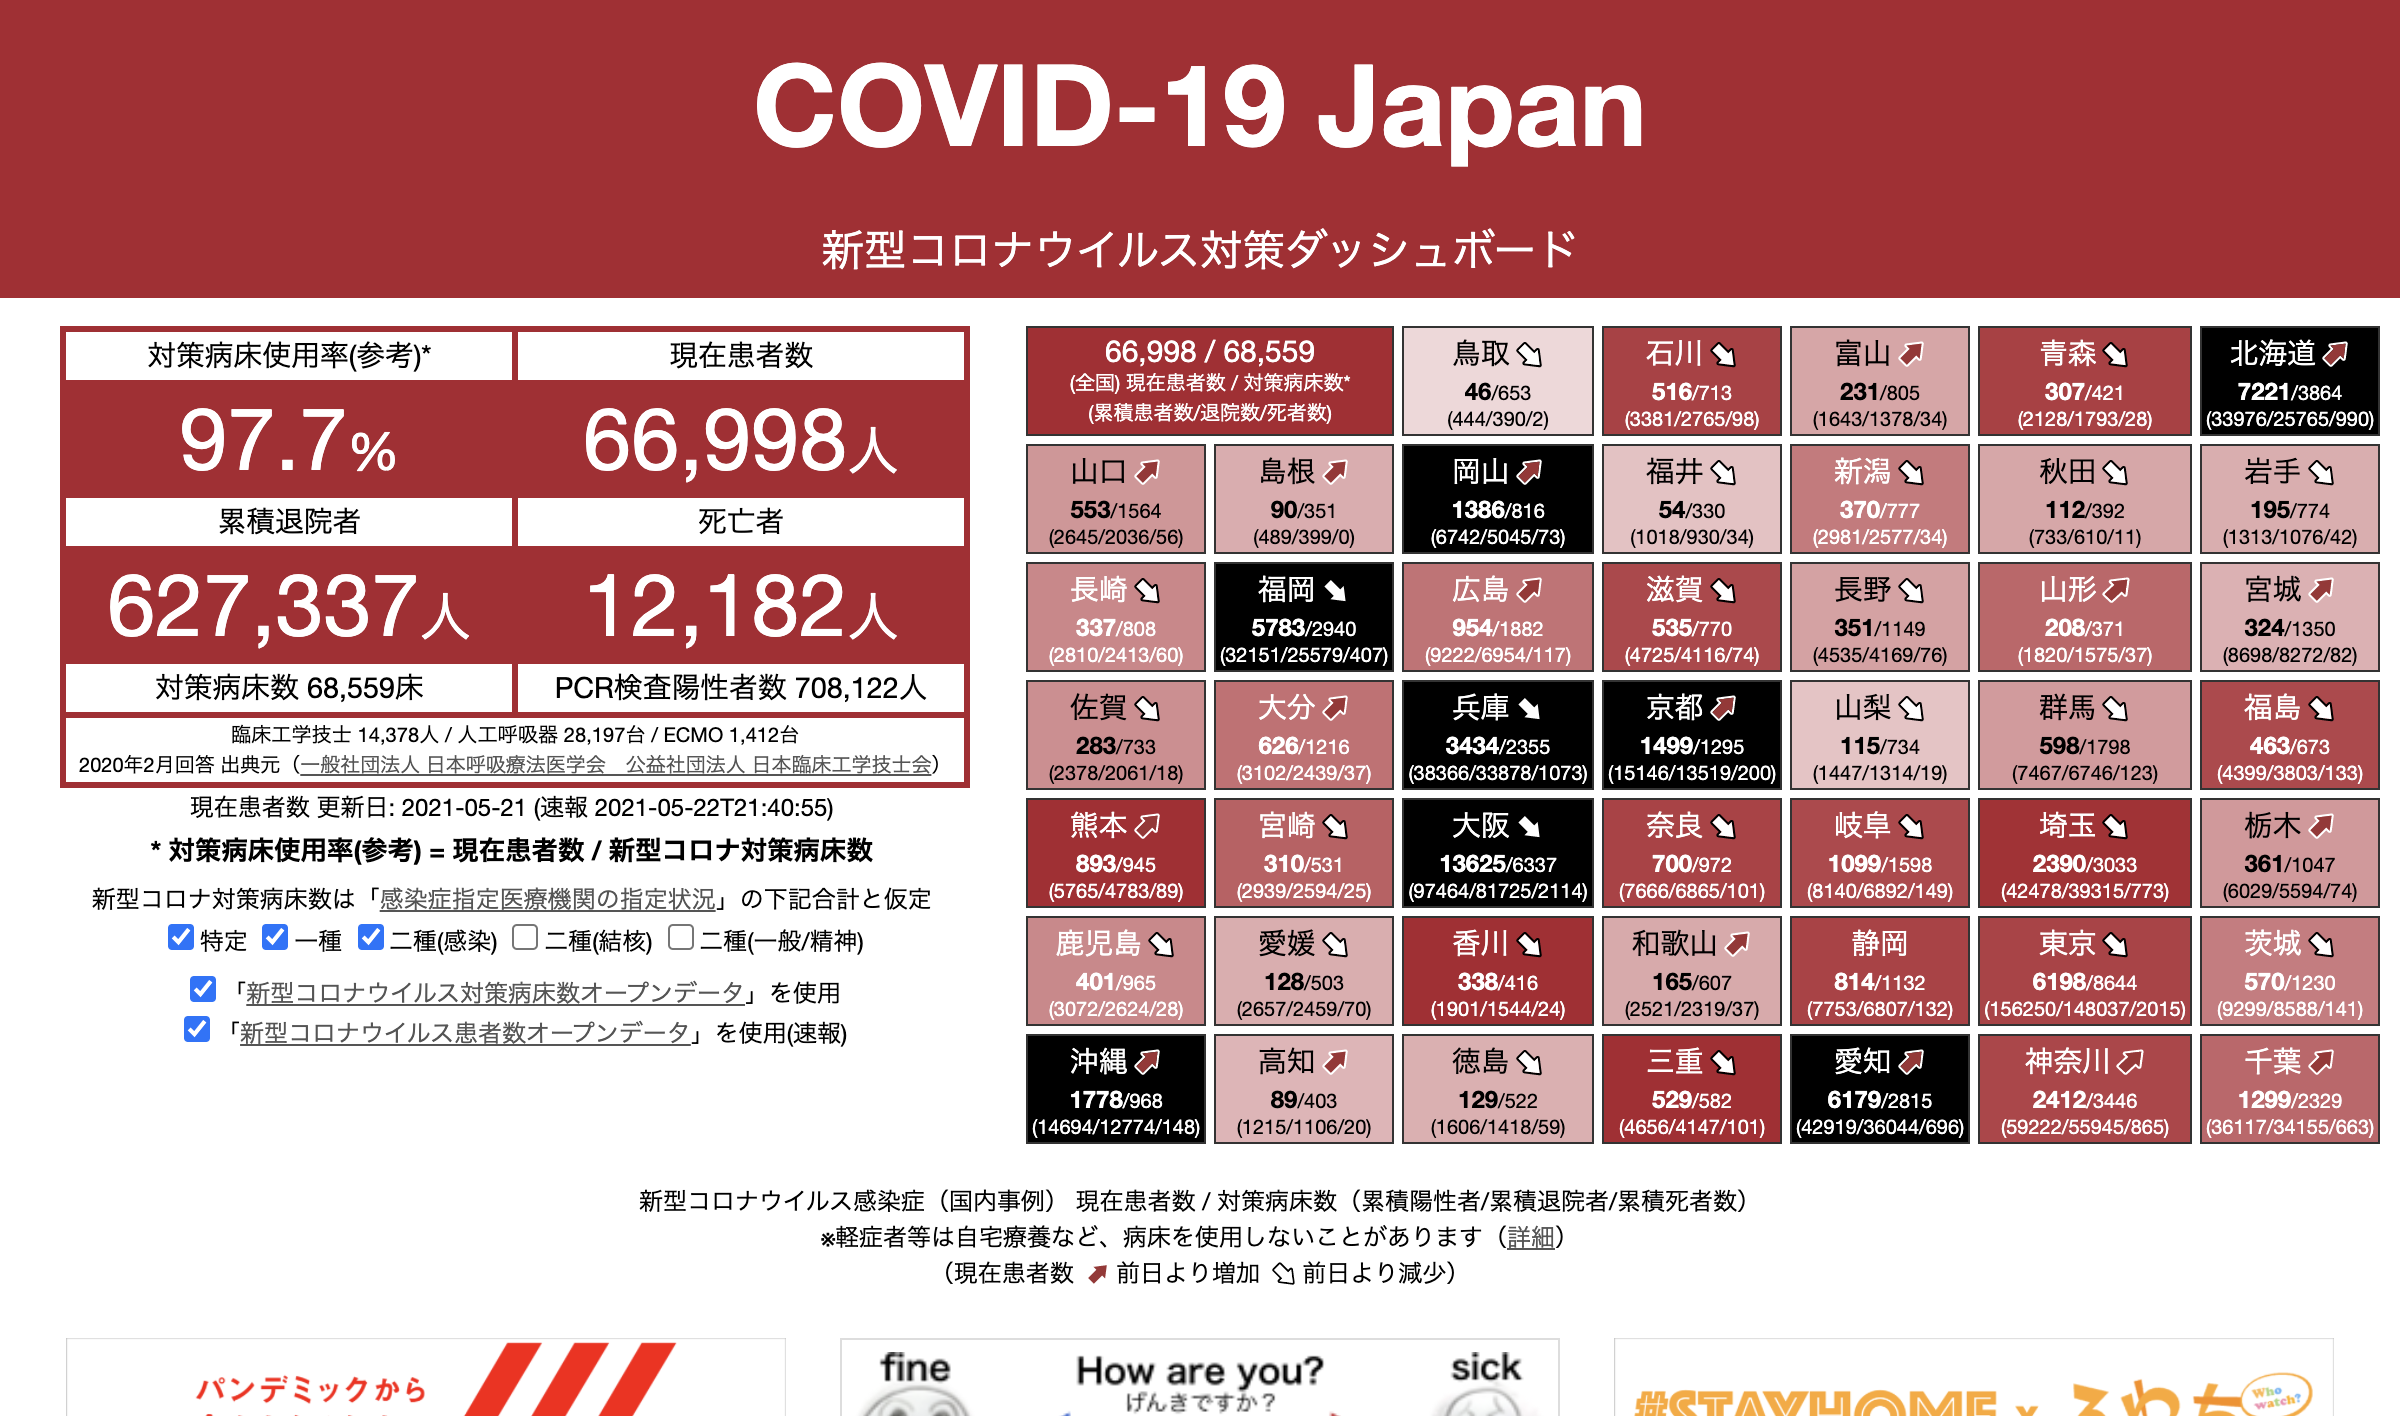 COVID-19 Japan
新型コロナウイルス対策ダッシュボード
対策病床使用率(参考)*
現在患者数
97.7%
66,998人
累積退院者
死亡者
627,337人
12,182人
対策病床数 68,559床
PCR検査陽性者数 708,122人
臨床工学技士 14,378人 / 人工呼吸器 28,197台 / ECMO 1,412台
2020年2月回答 出典元（一般社団法人 日本呼吸療法医学会　公益社団法人 日本臨床工学技士会）
現在患者数 更新日: 2021-05-21 (速報 2021-05-22T21:40:55)
* 対策病床使用率(参考) = 現在患者数 / 新型コロナ対策病床数
新型コロナ対策病床数は「感染症指定医療機関の指定状況」の下記合計と仮定
特定 一種 二種(感染) 二種(結核) 二種(一般/精神)
「新型コロナウイルス対策病床数オープンデータ」を使用
「新型コロナウイルス患者数オープンデータ」を使用(速報)
66,998 / 68,559
(全国) 現在患者数 / 対策病床数*
(累積患者数/退院数/死者数)
鳥取
46/653
(444/390/2)
石川
516/713
(3381/2765/98)
富山
231/805
(1643/1378/34)
青森
307/421
(2128/1793/28)
北海道
7221/3864
(33976/25765/990)
山口
553/1564
(2645/2036/56)
島根
90/351
(489/399/0)
岡山
1386/816
(6742/5045/73)
福井
54/330
(1018/930/34)
新潟
370/777
(2981/2577/34)
秋田
112/392
(733/610/11)
岩手
195/774
(1313/1076/42)
長崎
337/808
(2810/2413/60)
福岡
5783/2940
(32151/25579/407)
広島
954/1882
(9222/6954/117)
滋賀
535/770
(4725/4116/74)
長野
351/1149
(4535/4169/76)
山形
208/371
(1820/1575/37)
宮城
324/1350
(8698/8272/82)
佐賀
283/733
(2378/2061/18)
大分
626/1216
(3102/2439/37)
兵庫
3434/2355
(38366/33878/1073)
京都
1499/1295
(15146/13519/200)
山梨
115/734
(1447/1314/19)
群馬
598/1798
(7467/6746/123)
福島
463/673
(4399/3803/133)
熊本
893/945
(5765/4783/89)
宮崎
310/531
(2939/2594/25)
大阪
13625/6337
(97464/81725/2114)
奈良
700/972
(7666/6865/101)
岐阜
1099/1598
(8140/6892/149)
埼玉
2390/3033
(42478/39315/773)
栃木
361/1047
(6029/5594/74)
鹿児島
401/965
(3072/2624/28)
愛媛
128/503
(2657/2459/70)
香川
338/416
(1901/1544/24)
和歌山
165/607
(2521/2319/37)
静岡
814/1132
(7753/6807/132)
東京
6198/8644
(156250/148037/2015)
茨城
570/1230
(9299/8588/141)
沖縄
1778/968
(14694/12774/148)
高知
89/403
(1215/1106/20)
徳島
129/522
(1606/1418/59)
三重
529/582
(4656/4147/101)
愛知
6179/2815
(42919/36044/696)
神奈川
2412/3446
(59222/55945/865)
千葉
1299/2329
(36117/34155/663)
新型コロナウイルス感染症（国内事例） 現在患者数 / 対策病床数（累積陽性者/累積退院者/累積死者数）
※軽症者等は自宅療養など、病床を使用しないことがあります（詳細）
（現在患者数 前日より増加 前日より減少）
パンデミックから
fine
How are you?
sick
げんきですか？
#STAYHOME x ふわっち
Who watch?